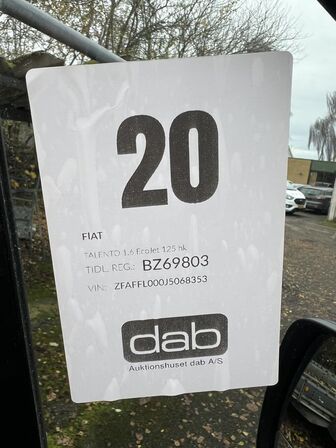 20
FIAT
TALENTO 1.6 EcoJet 125 hk
TIDL. REG.: BZ69803
VIN: ZFAFFL000J5068353
dab
Auktionshuset dab A/S